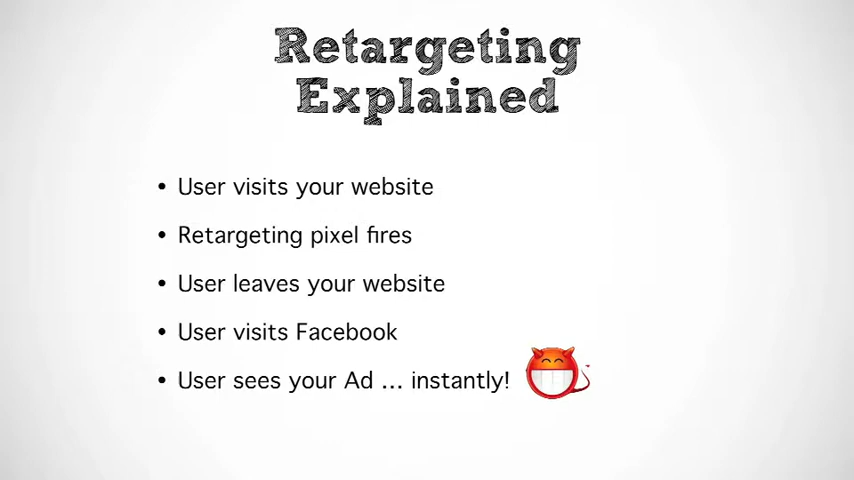 Retargeting
Explained
• User visits your website
• Retargeting pixel fires
• User leaves your website
• User visits Facebook
• User sees your Ad ... instantly!